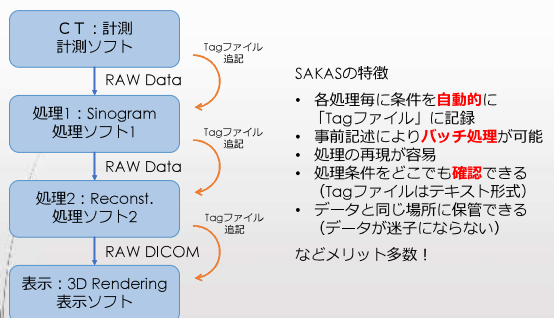 CT：計測
計測ソフト
Tagファイル
追記
RAW Data
処理1：Sinogram
処理ソフト1
Tagファイル
追記
RAW Data
処理2：Reconst.
処理ソフト2
Tagファイル
追記
RAW DICOM
表示：3D Rendering
表示ソフト
SAKASの特徴
• 各処理毎に条件を自動的に
「Tagファイル」に記録
• 事前記述によりバッチ処理が可能
• 処理の再現が容易
• 処理条件をどこでも確認できる
（Tagファイルはテキスト形式）
• データと同じ場所に保管できる
（データが迷子にならない）
などメリット多数！